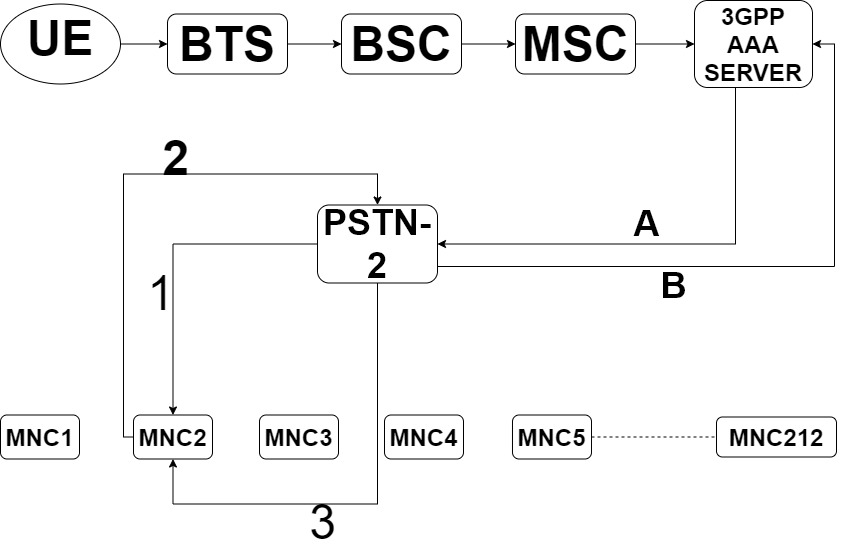 UE
BTS
BSC
MSC
3GPP
AAA
SERVER
2
PSTN-
2
A
B
1
MNC1
MNC2
MNC3
MNC4
MNC5
MNC212
3